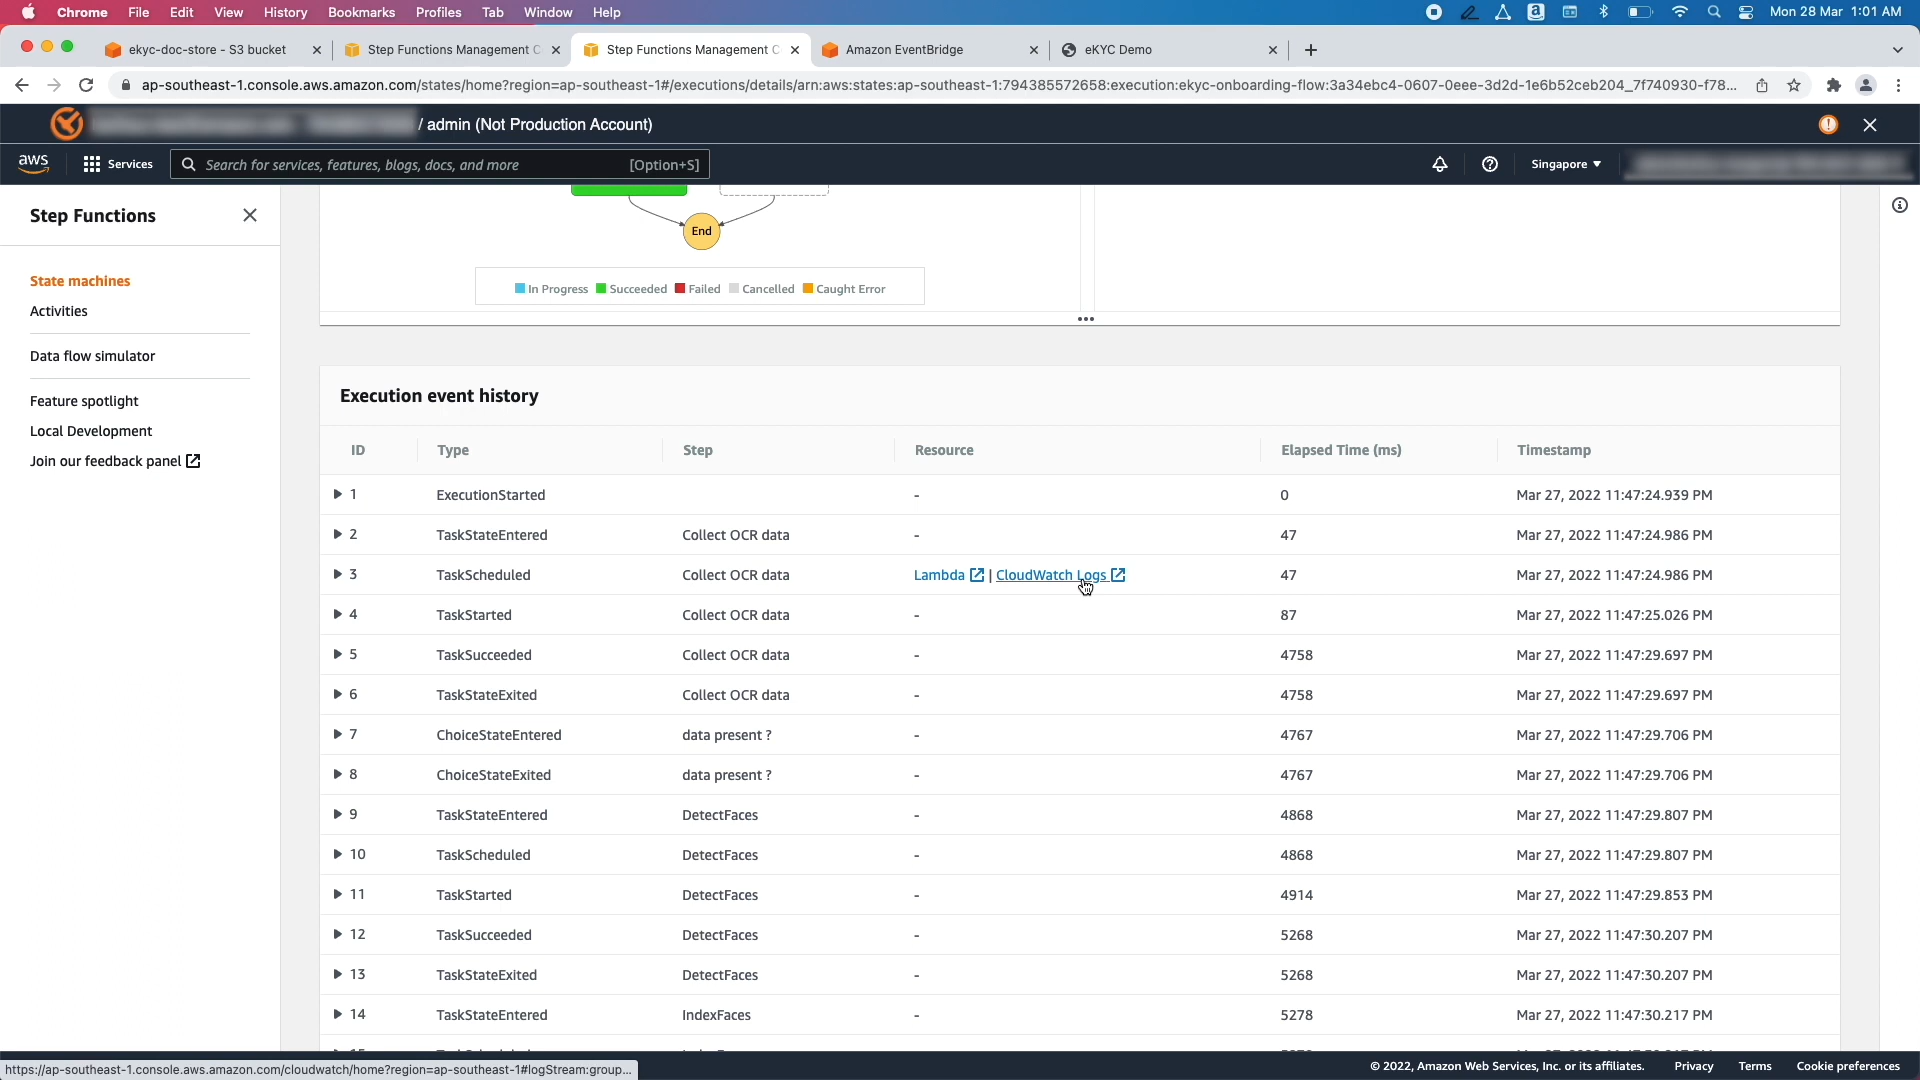 Chrome File Edit View History Bookmarks Profiles Tab Window Help Mon 28 Mar 1:01 AM
ekyc-doc-store - S3 bucket Step Functions Management C Step Functions Management C Amazon EventBridge eKYC Demo
ap-southeast-1.console.aws.amazon.com/states/home?region=ap-southeast-1#/executions/details/arn:aws:states:ap-southeast-1:794385572658:execution:ekyc-onboarding-flow:3a34ebc4-0607-0eee-3d2d-1e6b52ceb204_7f740930-f78...
/ admin (Not Production Account)
aws Services Search for services, features, blogs, docs, and more [Option+S] Singapore
Step Functions
State machines
Activities
Data flow simulator
Feature spotlight
Local Development
Join our feedback panel
End
In Progress Succeeded Failed Cancelled Caught Error
Execution event history
ID Type Step Resource Elapsed Time (ms) Timestamp
1 ExecutionStarted - 0 Mar 27, 2022 11:47:24.939 PM
2 TaskStateEntered Collect OCR data - 47 Mar 27, 2022 11:47:24.986 PM
3 TaskScheduled Collect OCR data Lambda | CloudWatch Logs 47 Mar 27, 2022 11:47:24.986 PM
4 TaskStarted Collect OCR data - 87 Mar 27, 2022 11:47:25.026 PM
5 TaskSucceeded Collect OCR data - 4758 Mar 27, 2022 11:47:29.697 PM
6 TaskStateExited Collect OCR data - 4758 Mar 27, 2022 11:47:29.697 PM
7 ChoiceStateEntered data present ? - 4767 Mar 27, 2022 11:47:29.706 PM
8 ChoiceStateExited data present ? - 4767 Mar 27, 2022 11:47:29.706 PM
9 TaskStateEntered DetectFaces - 4868 Mar 27, 2022 11:47:29.807 PM
10 TaskScheduled DetectFaces - 4868 Mar 27, 2022 11:47:29.807 PM
11 TaskStarted DetectFaces - 4914 Mar 27, 2022 11:47:29.853 PM
12 TaskSucceeded DetectFaces - 5268 Mar 27, 2022 11:47:30.207 PM
13 TaskStateExited DetectFaces - 5268 Mar 27, 2022 11:47:30.207 PM
14 TaskStateEntered IndexFaces - 5278 Mar 27, 2022 11:47:30.217 PM
https://ap-southeast-1.console.aws.amazon.com/cloudwatch/home?region=ap-southeast-1#logStream:group... © 2022, Amazon Web Services, Inc. or its affiliates. Privacy Terms Cookie preferences